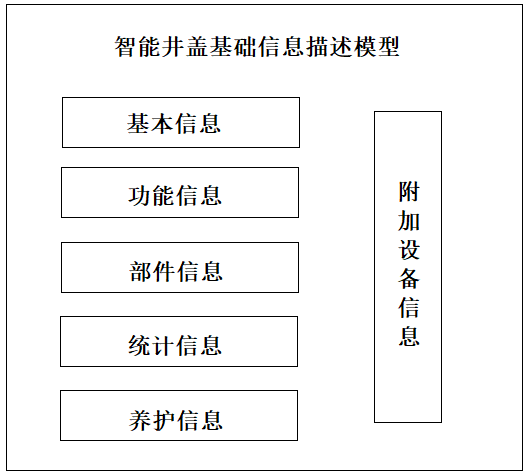 智能井盖基础信息描述模型
基本信息
功能信息
部件信息
统计信息
养护信息
附加设备信息